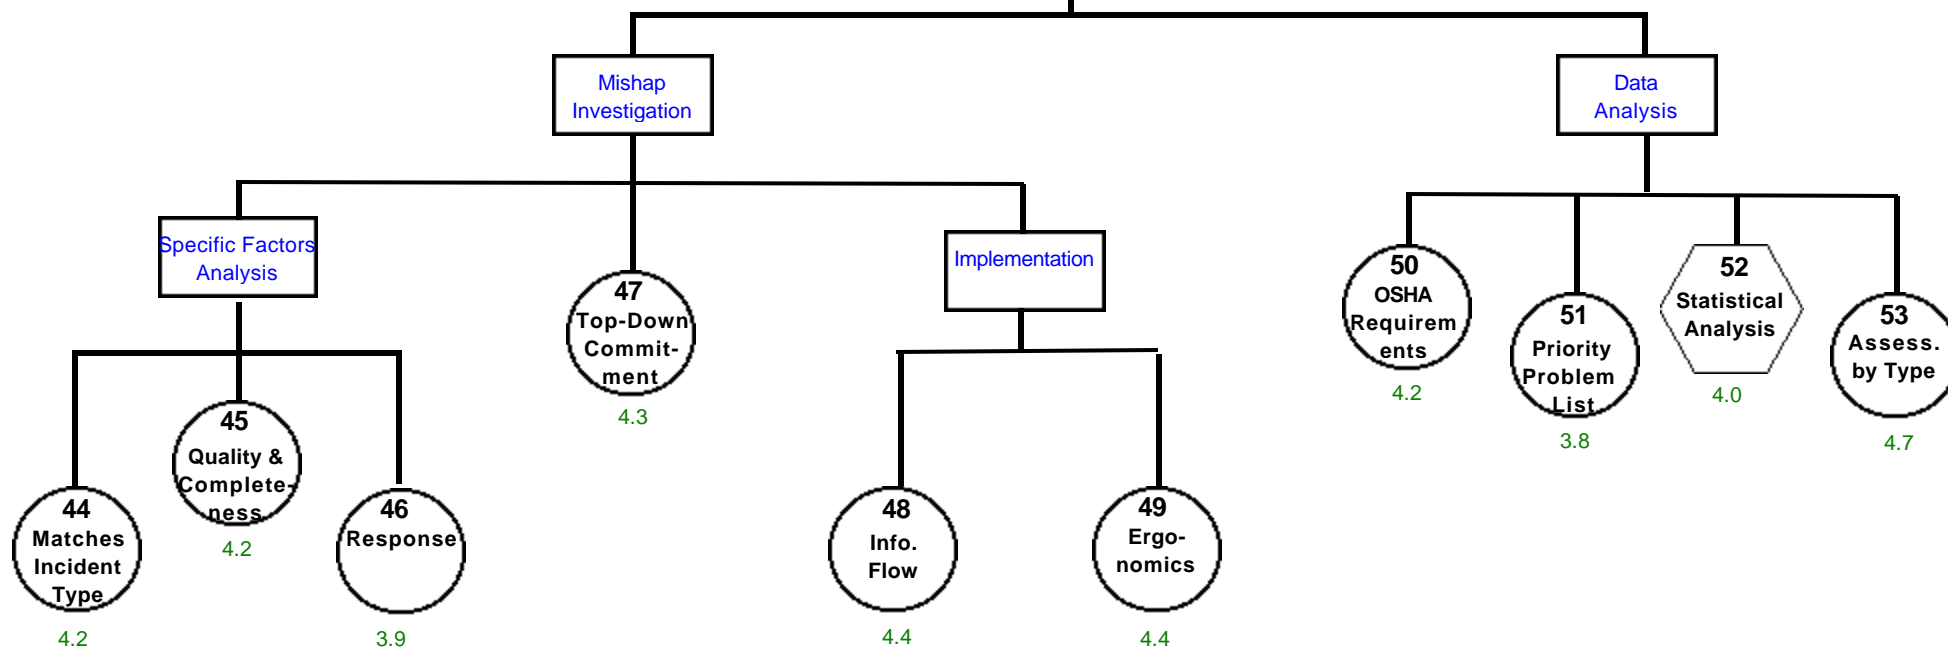 Mishap
Investigation
Data
Analysis
Specific Factors
Analysis
Implementation
47
Top-Down
Commit-
ment
4.3
50
OSHA
Requirem
ents
4.2
51
Priority
Problem
List
3.8
52
Statistical
Analysis
4.0
53
Assess.
by Type
4.7
44
Matches
Incident
Type
4.2
45
Quality &
Complete-
ness
4.2
46
Response
3.9
48
Info.
Flow
4.4
49
Ergo-
nomics
4.4